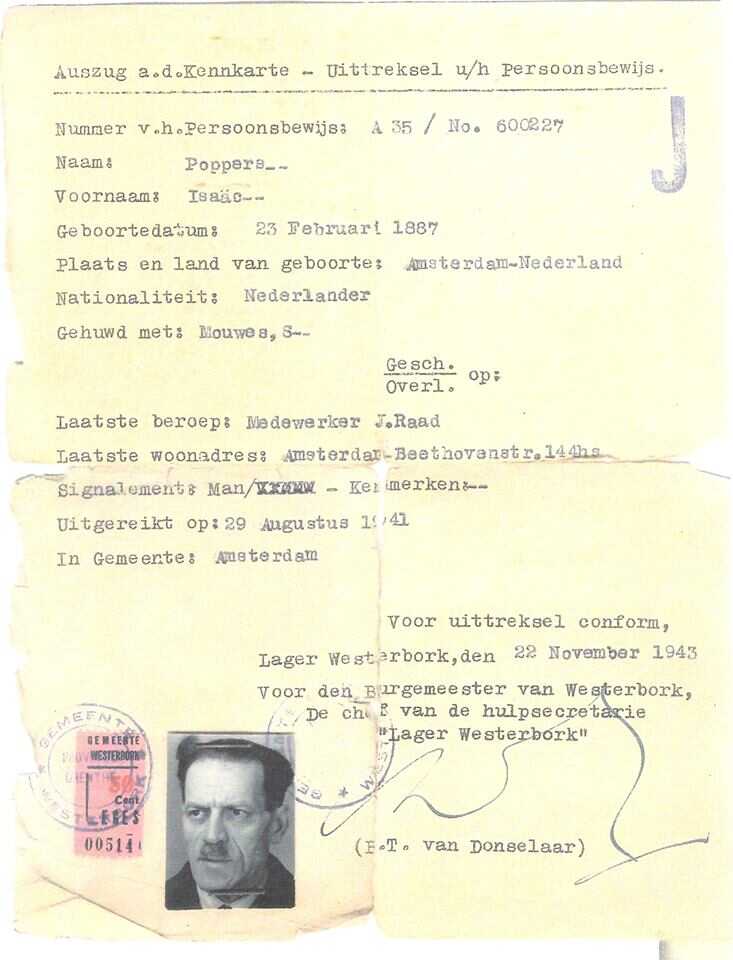 Auszug a.d.Kennkarte - Uittreksel u/h Persoonsbewijs.
J
Nummer v.h.Persoonsbewijs: A 35 / No. 600227
Naam: Poppers--
Voornaam: Isaäc--
Geboortedatum: 23 Februari 1887
Plaats en land van geboorte: Amsterdam-Nederland
Nationaliteit: Nederlander
Gehuwd met: Mouwes, S--
Gesch.
Overl. op:
Laatste beroep: Medewerker J.Raad
Laatste woonadres: Amsterdam-Beethovenstr.144hs
Signalement: Man/ - Kenmerken:--
Uitgereikt op: 29 Augustus 1941
In Gemeente: Amsterdam
Voor uittreksel conform,
Lager Westerbork,den 22 November 1943
Voor den Burgemeester van Westerbork,
De chef van de hulpsecretarie
"Lager Westerbork"
(E.T. van Donselaar)
GEMEENTE WESTERBORK
GEMEENTE
WESTERBORK
50
Cent
LEGES
00514